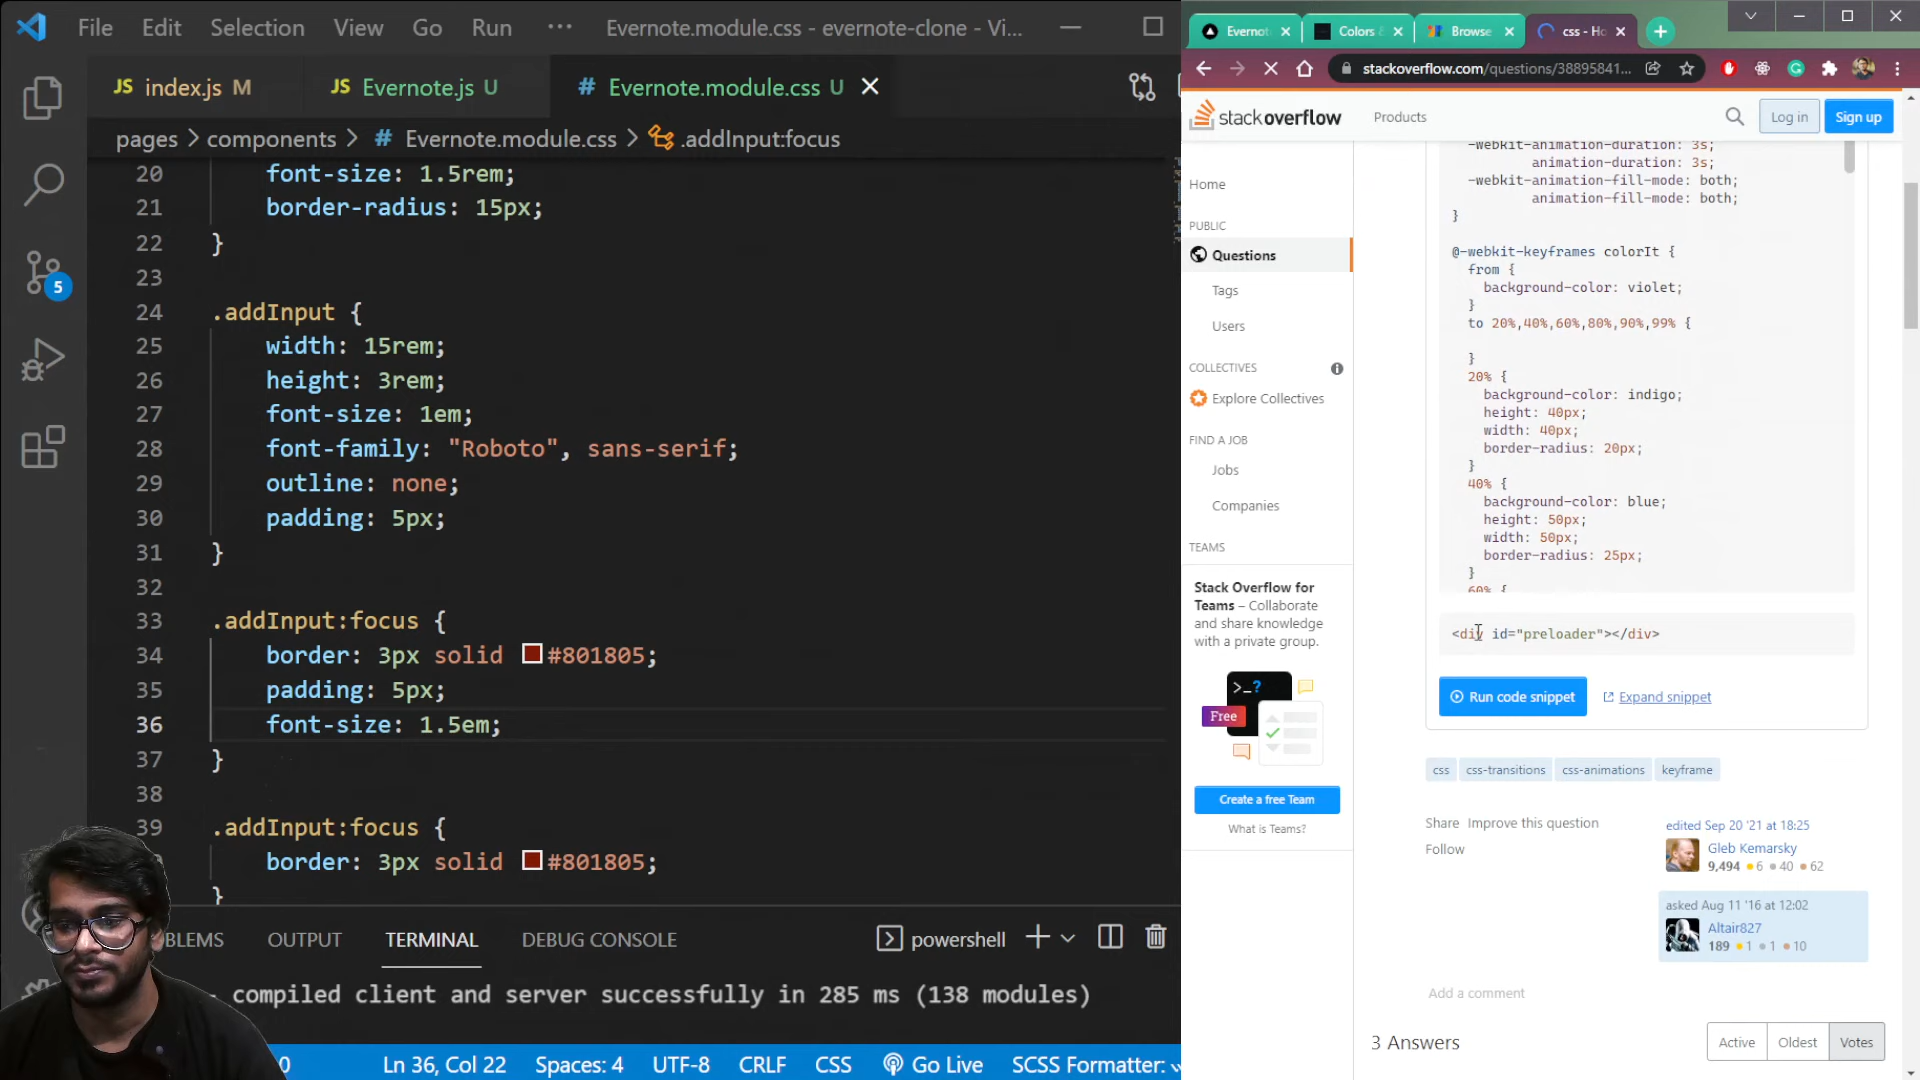 File Edit Selection View Go Run ··· Evernote.module.css - evernote-clone - Vi...
JS index.js M JS Evernote.js U # Evernote.module.css U
pages > components > # Evernote.module.css > .addInput:focus
20 font-size: 1.5rem;
21 border-radius: 15px;
22 }
23
24 .addInput {
25 width: 15rem;
26 height: 3rem;
27 font-size: 1em;
28 font-family: "Roboto", sans-serif;
29 outline: none;
30 padding: 5px;
31 }
32
33 .addInput:focus {
34 border: 3px solid #801805;
35 padding: 5px;
36 font-size: 1.5em;
37 }
38
39 .addInput:focus {
border: 3px solid #801805;
}
5
BLEMS OUTPUT TERMINAL DEBUG CONSOLE powershell
- compiled client and server successfully in 285 ms (138 modules)
0 Ln 36, Col 22 Spaces: 4 UTF-8 CRLF CSS Go Live SCSS Formatter:
Evernot Colors & Browse css - Ho
stackoverflow.com/questions/38895841...
stackoverflow Products Log in Sign up
Home
PUBLIC
Questions
Tags
Users
COLLECTIVES
Explore Collectives
FIND A JOB
Jobs
Companies
TEAMS
Stack Overflow for
Teams – Collaborate
and share knowledge
with a private group.
>_?
Free
Create a free Team
What is Teams?
-webkit-animation-duration: 3s;
animation-duration: 3s;
-webkit-animation-fill-mode: both;
animation-fill-mode: both;
}
@-webkit-keyframes colorIt {
from {
background-color: violet;
}
to 20%,40%,60%,80%,90%,99% {
}
20% {
background-color: indigo;
height: 40px;
width: 40px;
border-radius: 20px;
}
40% {
background-color: blue;
height: 50px;
width: 50px;
border-radius: 25px;
}
60% {
<div id="preloader"></div>
Run code snippet Expand snippet
css css-transitions css-animations keyframe
Share Improve this question
Follow
edited Sep 20 '21 at 18:25
Gleb Kemarsky
9,494 6 40 62
asked Aug 11 '16 at 12:02
Altair827
189 1 1 10
Add a comment
3 Answers Active Oldest Votes